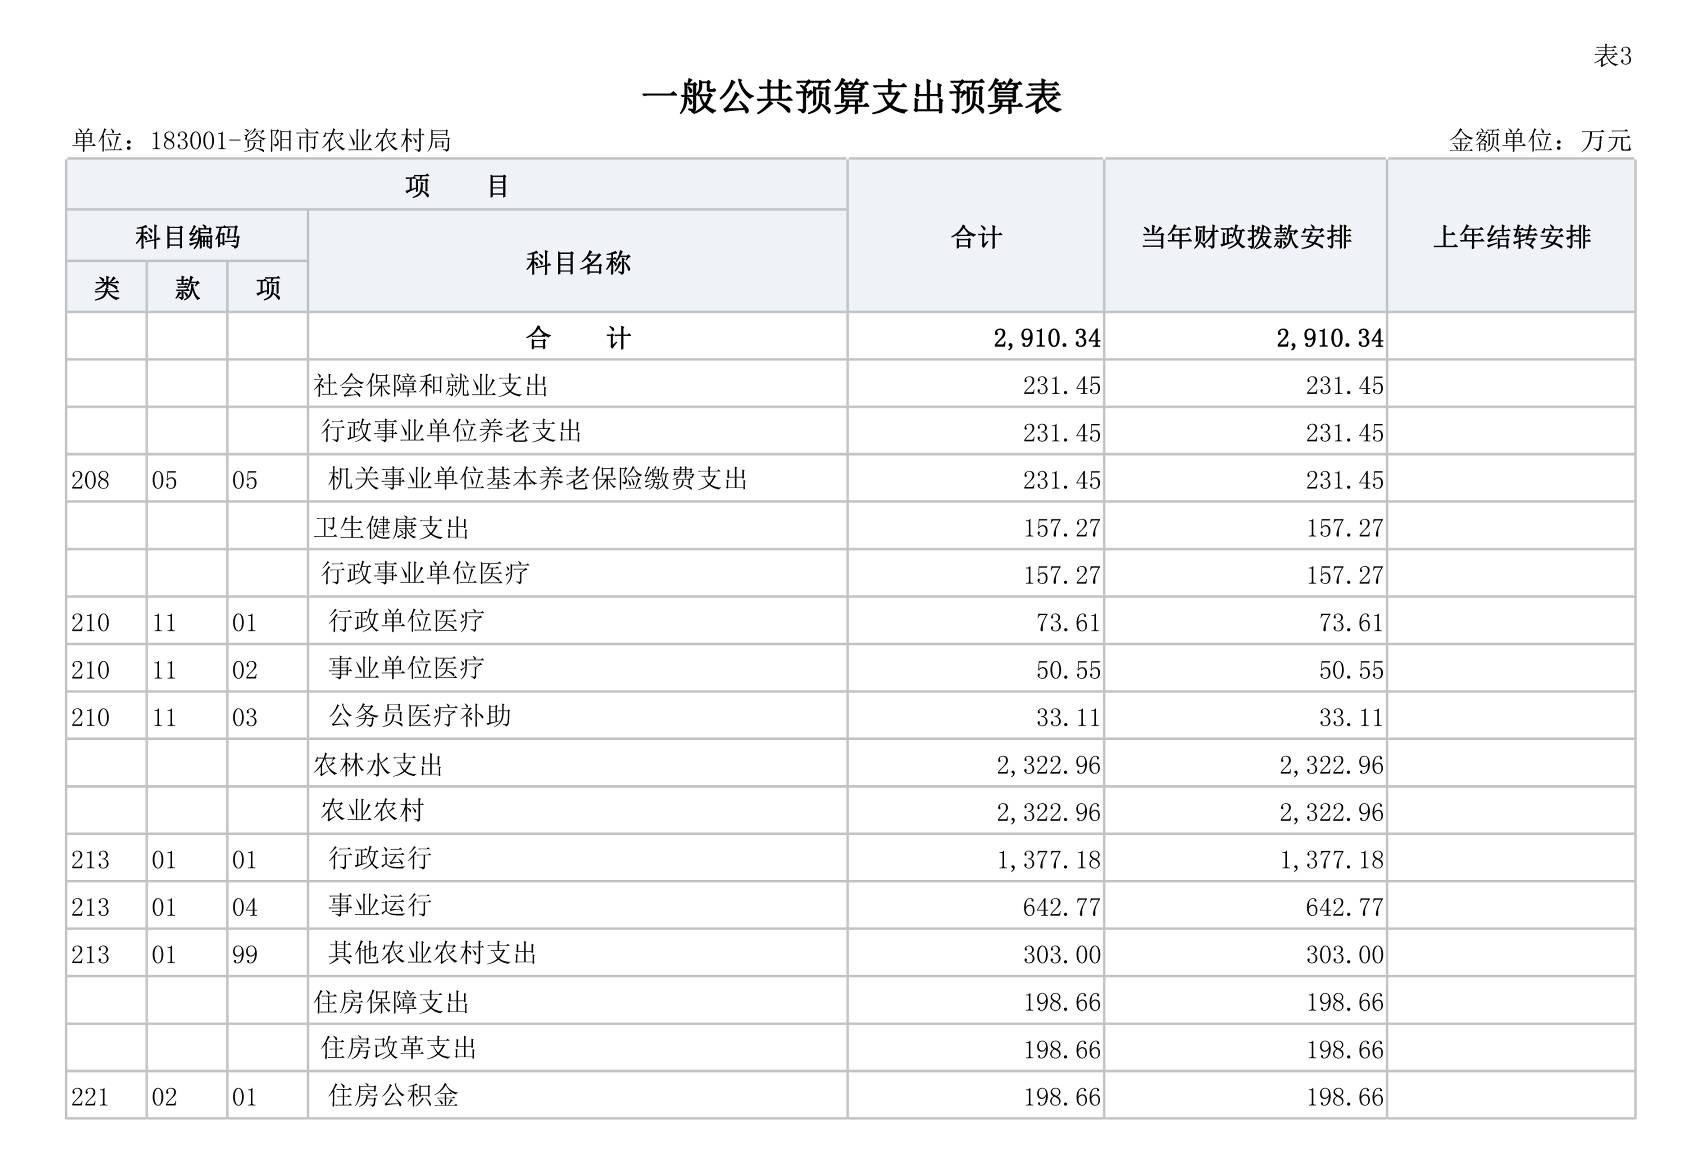 表3
一般公共预算支出预算表
单位：183001-资阳市农业农村局 金额单位：万元
项 目 合计 当年财政拨款安排 上年结转安排
科目编码 科目名称
类 款 项
合 计 2,910.34 2,910.34
社会保障和就业支出 231.45 231.45
行政事业单位养老支出 231.45 231.45
208 05 05 机关事业单位基本养老保险缴费支出 231.45 231.45
卫生健康支出 157.27 157.27
行政事业单位医疗 157.27 157.27
210 11 01 行政单位医疗 73.61 73.61
210 11 02 事业单位医疗 50.55 50.55
210 11 03 公务员医疗补助 33.11 33.11
农林水支出 2,322.96 2,322.96
农业农村 2,322.96 2,322.96
213 01 01 行政运行 1,377.18 1,377.18
213 01 04 事业运行 642.77 642.77
213 01 99 其他农业农村支出 303.00 303.00
住房保障支出 198.66 198.66
住房改革支出 198.66 198.66
221 02 01 住房公积金 198.66 198.66